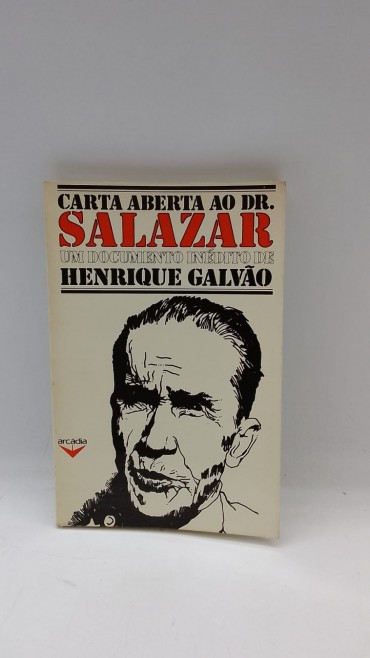 CARTA ABERTA AO DR.
SALAZAR
UM DOCUMENTO INÉDITO DE
HENRIQUE GALVÃO
arcádia